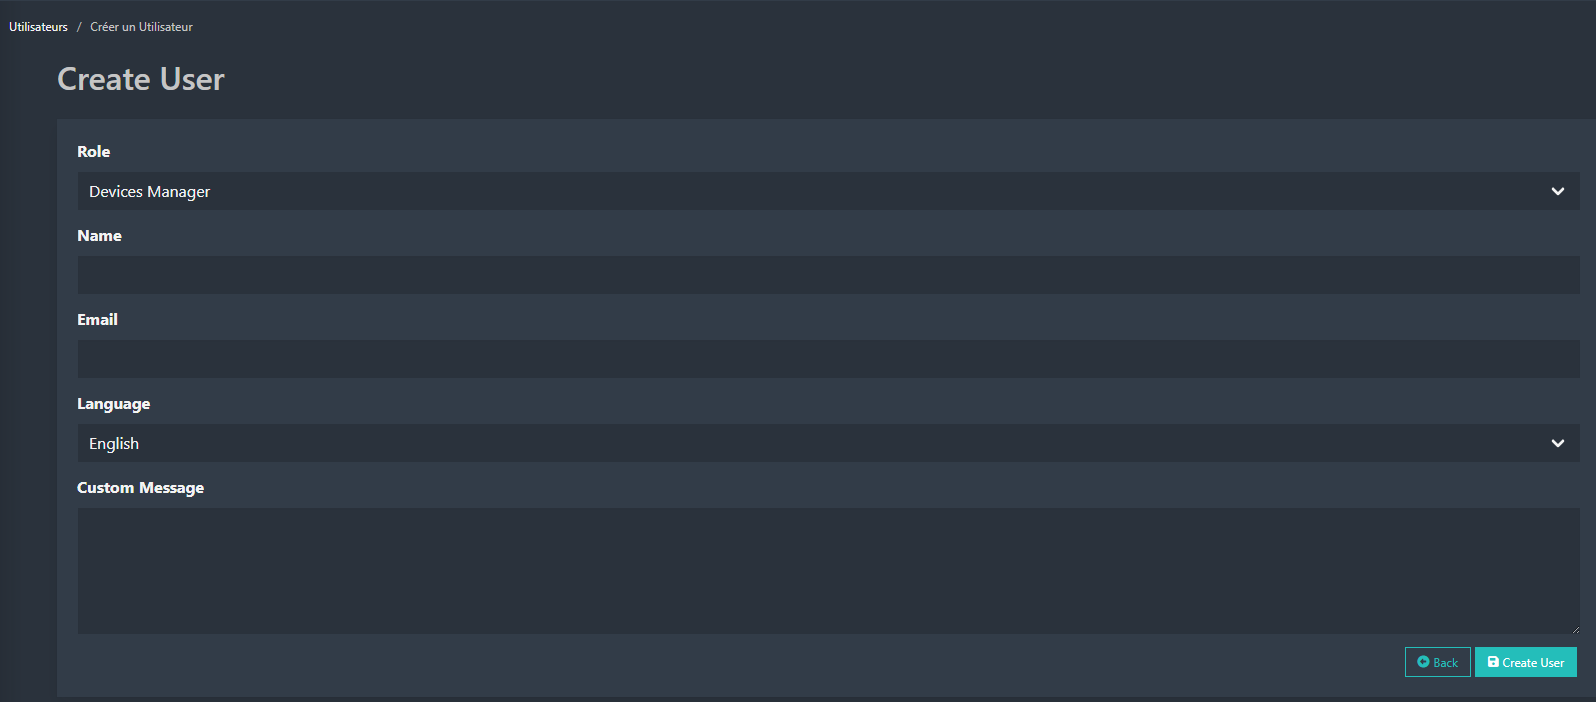 Utilisateurs / Créer un Utilisateur
Create User
Role
Devices Manager
Name
Email
Language
English
Custom Message
Back Create User